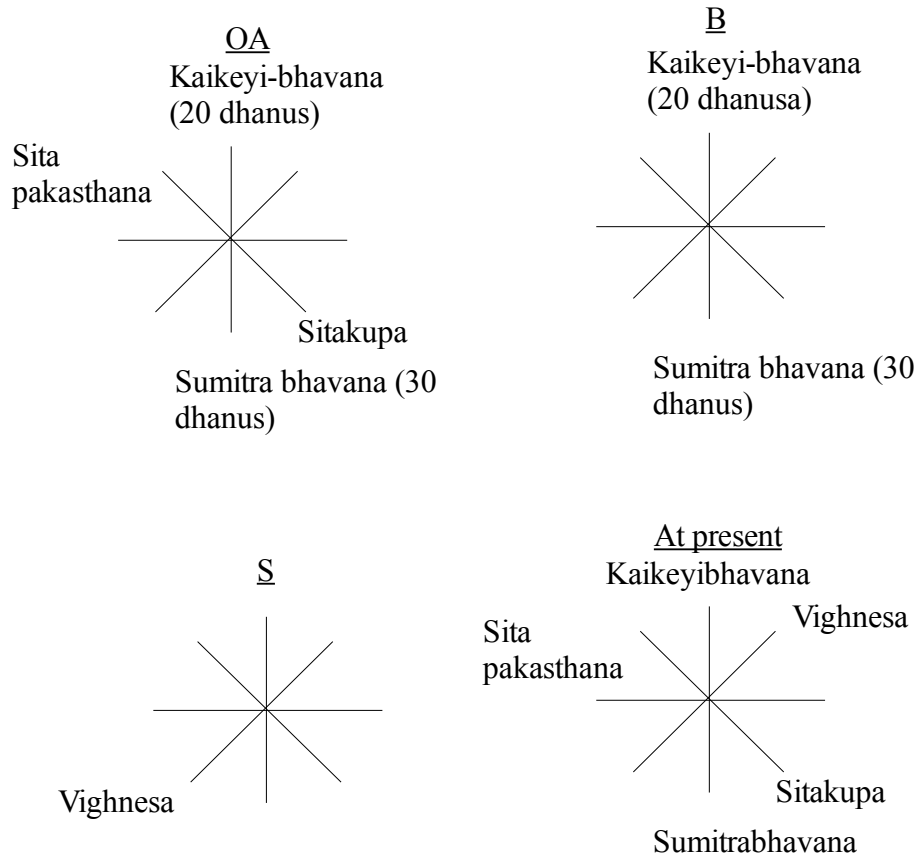 OA
Kaikeyi-bhavana
(20 dhanus)
Sita
pakasthana
Sitakupa
Sumitra bhavana (30
dhanus)
B
Kaikeyi-bhavana
(20 dhanusa)
Sumitra bhavana (30
dhanus)
S
Vighnesa
At present
Kaikeyibhavana
Vighnesa
Sita
pakasthana
Sitakupa
Sumitrabhavana